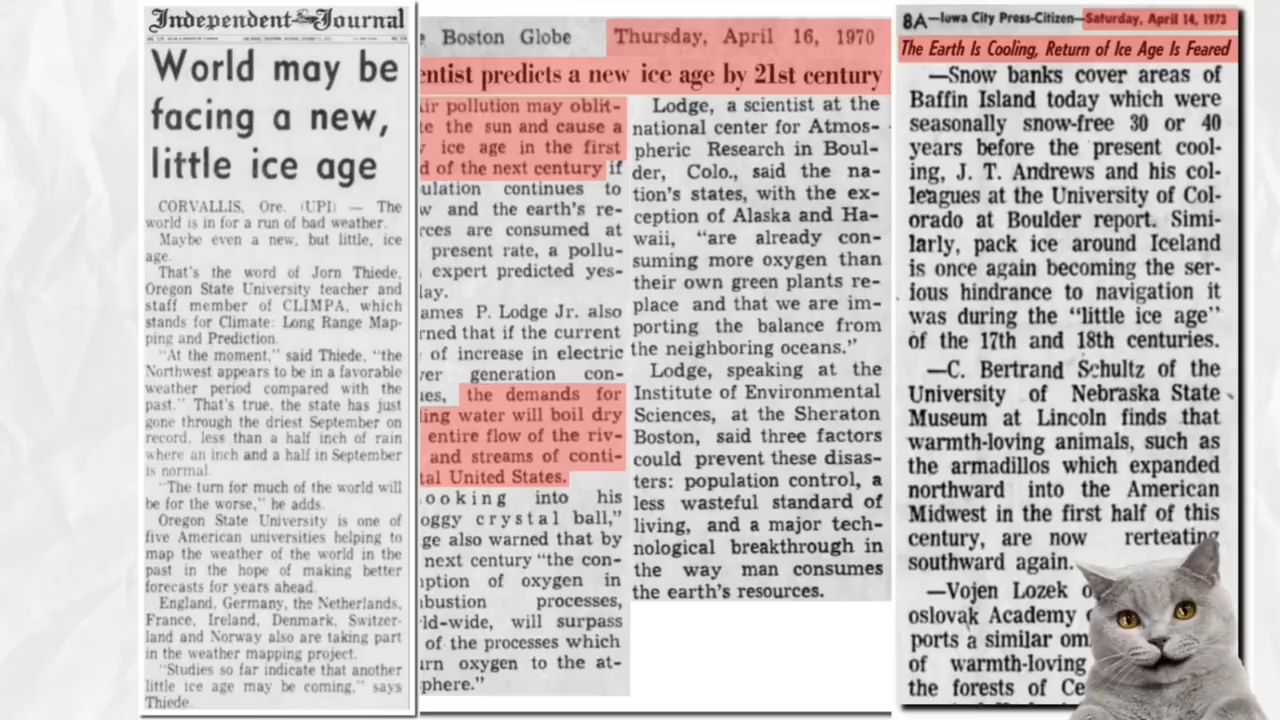 Independent Journal
World may be
facing a new,
little ice age
CORVALLIS, Ore. (UPI) — The
world is in for a run of bad weather.
Maybe even a new, but little, ice
age.
That's the word of Jorn Thiede,
Oregon State University teacher and
staff member of CLIMPA, which
stands for Climate: Long Range Map-
ping and Prediction.
"At the moment," said Thiede, "the
Northwest appears to be in a favorable
weather period compared with the
past." That's true, the state has just
gone through the driest September on
record, less than a half inch of rain
where an inch and a half in September
is normal.
"The turn for much of the world will
be for the worse," he adds.
Oregon State University is one of
five American universities helping to
map the weather of the world in the
past in the hope of making better
forecasts for years ahead.
England, Germany, the Netherlands,
France, Ireland, Denmark, Switzer-
land and Norway also are taking part
in the weather mapping project.
"Studies so far indicate that another
little ice age may be coming," says
Thiede.
Boston Globe Thursday, April 16, 1970
entist predicts a new ice age by 21st century
ir pollution may oblit-
te the sun and cause a
ice age in the first
d of the next century if
ulation continues to
w and the earth's re-
rces are consumed at
present rate, a pollu-
expert predicted yes-
lay.
ames P. Lodge Jr. also
rned that if the current
of increase in electric
ver generation con-
ues, the demands for
ling water will boil dry
entire flow of the riv-
and streams of conti-
tal United States.
ooking into his
oggy crystal ball,"
ge also warned that by
next century "the con-
ption of oxygen in
bustion processes,
ld-wide, will surpass
of the processes which
urn oxygen to the at-
phere."
Lodge, a scientist at the
national center for Atmos-
pheric Research in Boul-
der, Colo., said the na-
tion's states, with the ex-
ception of Alaska and Ha-
waii, "are already con-
suming more oxygen than
their own green plants re-
place and that we are im-
porting the balance from
the neighboring oceans."
Lodge, speaking at the
Institute of Environmental
Sciences, at the Sheraton
Boston, said three factors
could prevent these disas-
ters: population control, a
less wasteful standard of
living, and a major tech-
nological breakthrough in
the way man consumes
the earth's resources.
8A—Iowa City Press-Citizen—Saturday, April 14, 1973
The Earth Is Cooling, Return of Ice Age Is Feared
—Snow banks cover areas of
Baffin Island today which were
seasonally snow-free 30 or 40
years before the present cool-
ing, J. T. Andrews and his col-
leagues at the University of Col-
orado at Boulder report. Simi-
larly, pack ice around Iceland
is once again becoming the ser-
ious hindrance to navigation it
was during the "little ice age"
of the 17th and 18th centuries.
—C. Bertrand Schultz of the
University of Nebraska State
Museum at Lincoln finds that
warmth-loving animals, such as
the armadillos which expanded
northward into the American
Midwest in the first half of this
century, are now rerteating
southward again.
—Vojen Lozek o
oslovak Academy
ports a similar om
of warmth-loving
the forests of Ce